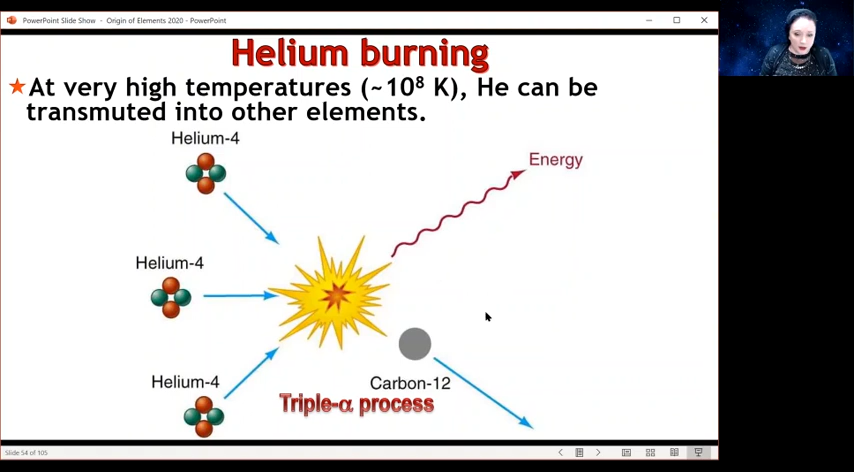 PowerPoint Slide Show - Origin of Elements 2020 - PowerPoint
Helium burning
At very high temperatures (~10⁸ K), He can be
transmuted into other elements.
Helium-4
Energy
Helium-4
Helium-4
Carbon-12
Triple-α process
Slide 54 of 105